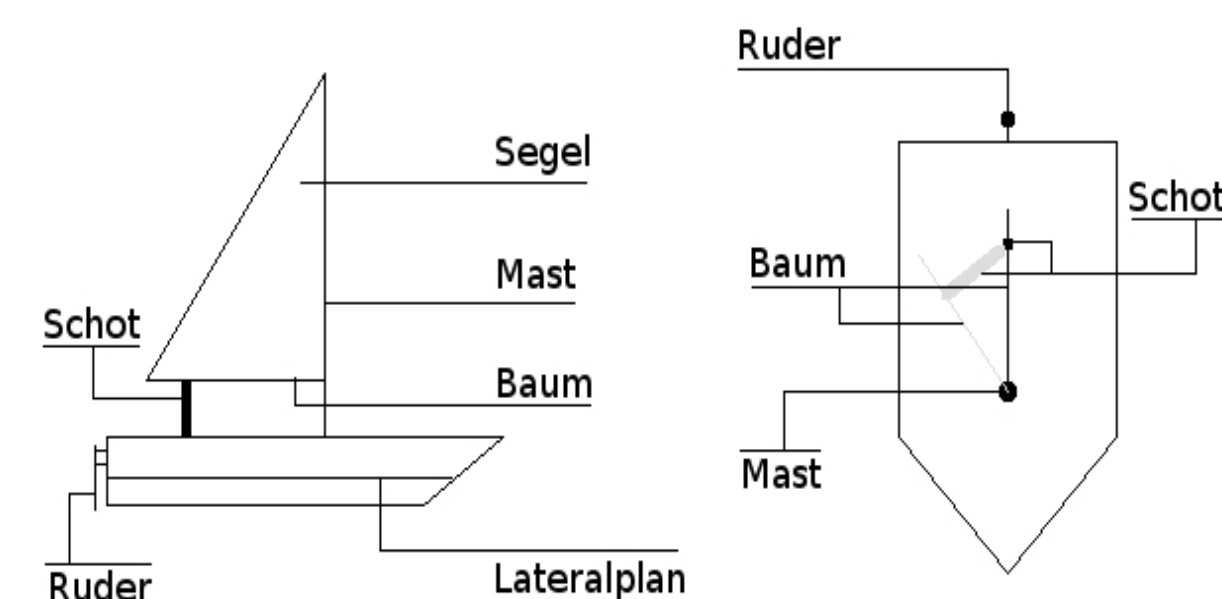 Segel
Mast
Schot
Baum
Ruder
Lateralplan
Ruder
Schot
Baum
Mast